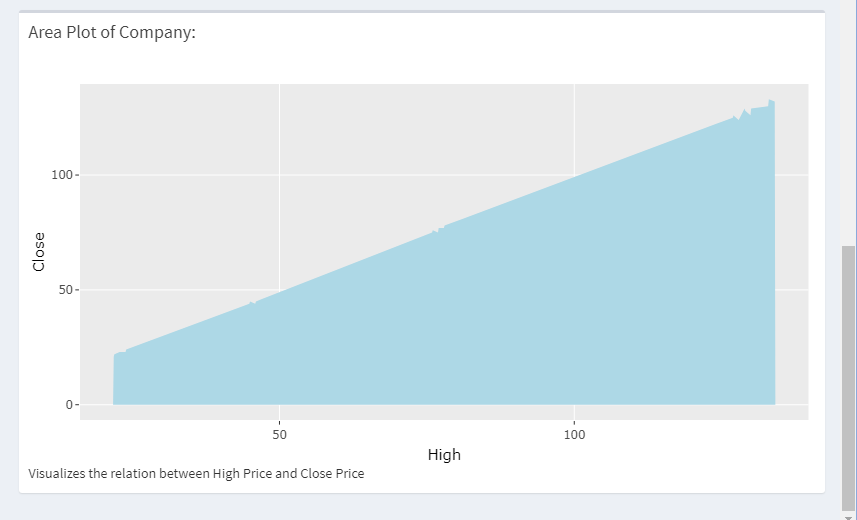 Area Plot of Company:
100
50
0
Close
50
100
High
Visualizes the relation between High Price and Close Price